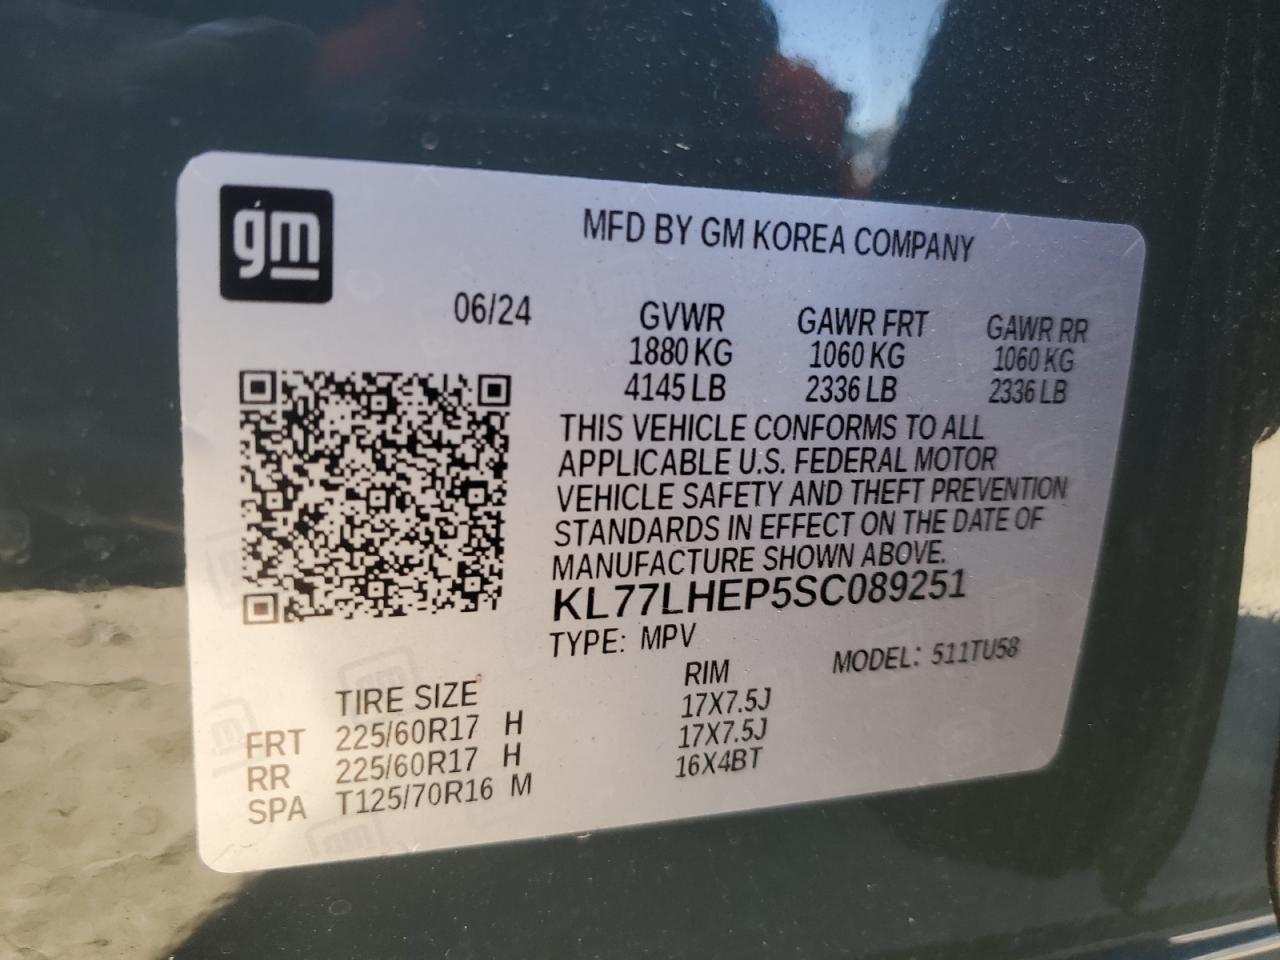 gm
MFD BY GM KOREA COMPANY
06/24
GVWR GAWR FRT GAWR RR
1880 KG 1060 KG 1060 KG
4145 LB 2336 LB 2336 LB
THIS VEHICLE CONFORMS TO ALL
APPLICABLE U.S. FEDERAL MOTOR
VEHICLE SAFETY AND THEFT PREVENTION
STANDARDS IN EFFECT ON THE DATE OF
MANUFACTURE SHOWN ABOVE.
KL77LHEP5SC089251
TYPE: MPV MODEL: 511TU58
TIRE SIZE RIM
FRT 225/60R17 H 17X7.5J
RR 225/60R17 H 17X7.5J
SPA T125/70R16 M 16X4BT